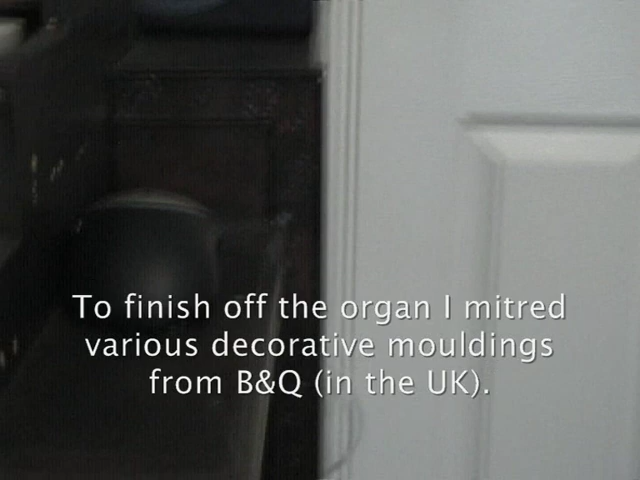 To finish off the organ I mitred
various decorative mouldings
from B&Q (in the UK).